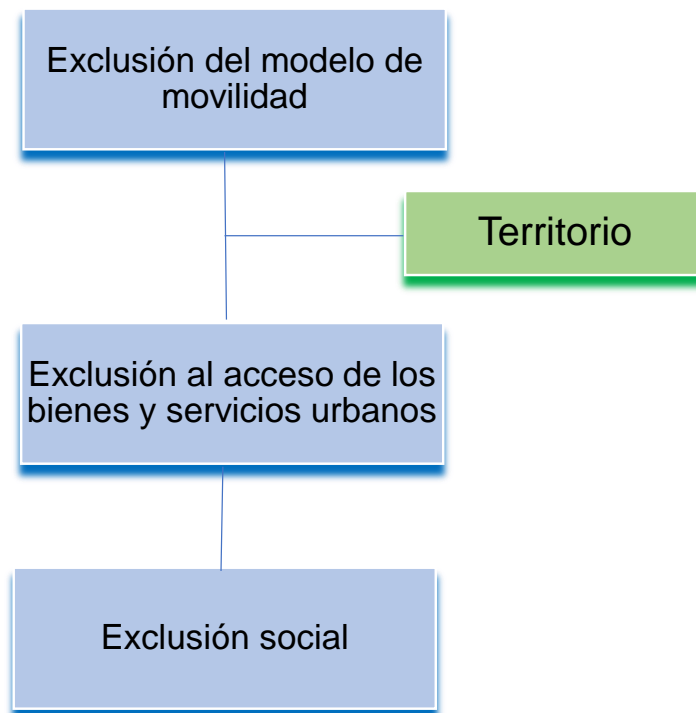 Exclusión del modelo de
movilidad
Territorio
Exclusión al acceso de los
bienes y servicios urbanos
Exclusión social